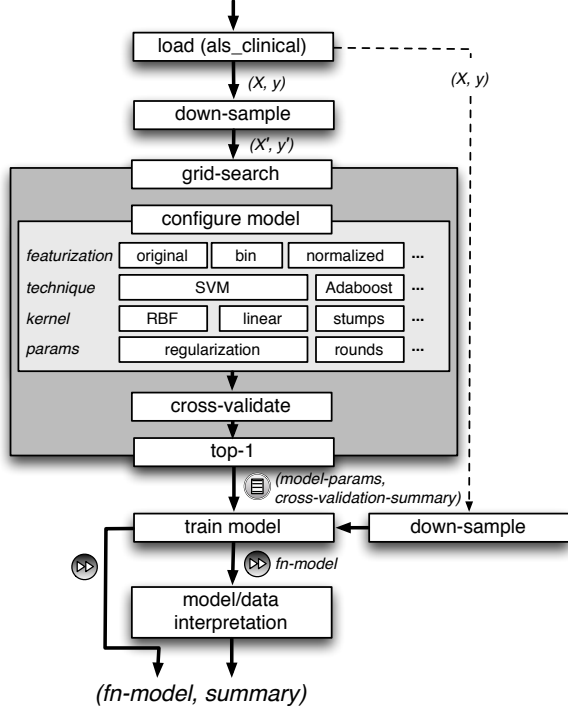 load (als_clinical)
(X, y)
(X, y)
down-sample
(X', y')
grid-search
configure model
featurization original bin normalized ...
technique SVM Adaboost ...
kernel RBF linear stumps ...
params regularization rounds ...
cross-validate
top-1
(model-params,
cross-validation-summary)
train model
down-sample
fn-model
model/data
interpretation
(fn-model, summary)